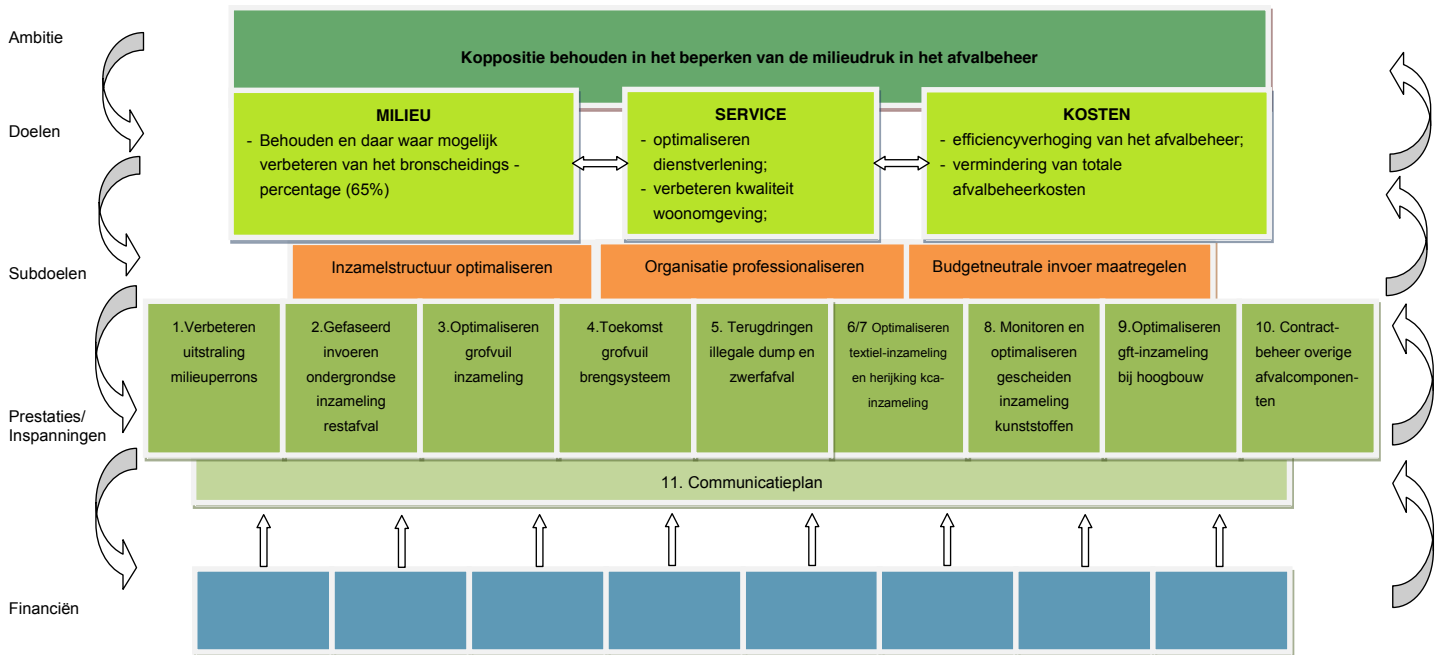 Ambitie
Koppositie behouden in het beperken van de milieudruk in het afvalbeheer
Doelen
MILIEU
- Behouden en daar waar mogelijk
verbeteren van het bronscheidings -
percentage (65%)
SERVICE
- optimaliseren
dienstverlening;
- verbeteren kwaliteit
woonomgeving;
KOSTEN
- efficiencyverhoging van het afvalbeheer;
- vermindering van totale
afvalbeheerkosten
Subdoelen
Inzamelstructuur optimaliseren
Organisatie professionaliseren
Budgetneutrale invoer maatregelen
Prestaties/
Inspanningen
1.Verbeteren
uitstraling
milieuperrons
2.Gefaseerd
invoeren
ondergrondse
inzameling
restafval
3.Optimaliseren
grofvuil
inzameling
4.Toekomst
grofvuil
brengsysteem
5. Terugdringen
illegale dump en
zwerfafval
6/7 Optimaliseren
textiel-inzameling
en herijking kca-
inzameling
8. Monitoren en
optimaliseren
gescheiden
inzameling
kunststoffen
9.Optimaliseren
gft-inzameling
bij hoogbouw
10. Contract-
beheer overige
afvalcomponen-
ten
11. Communicatieplan
Financiën